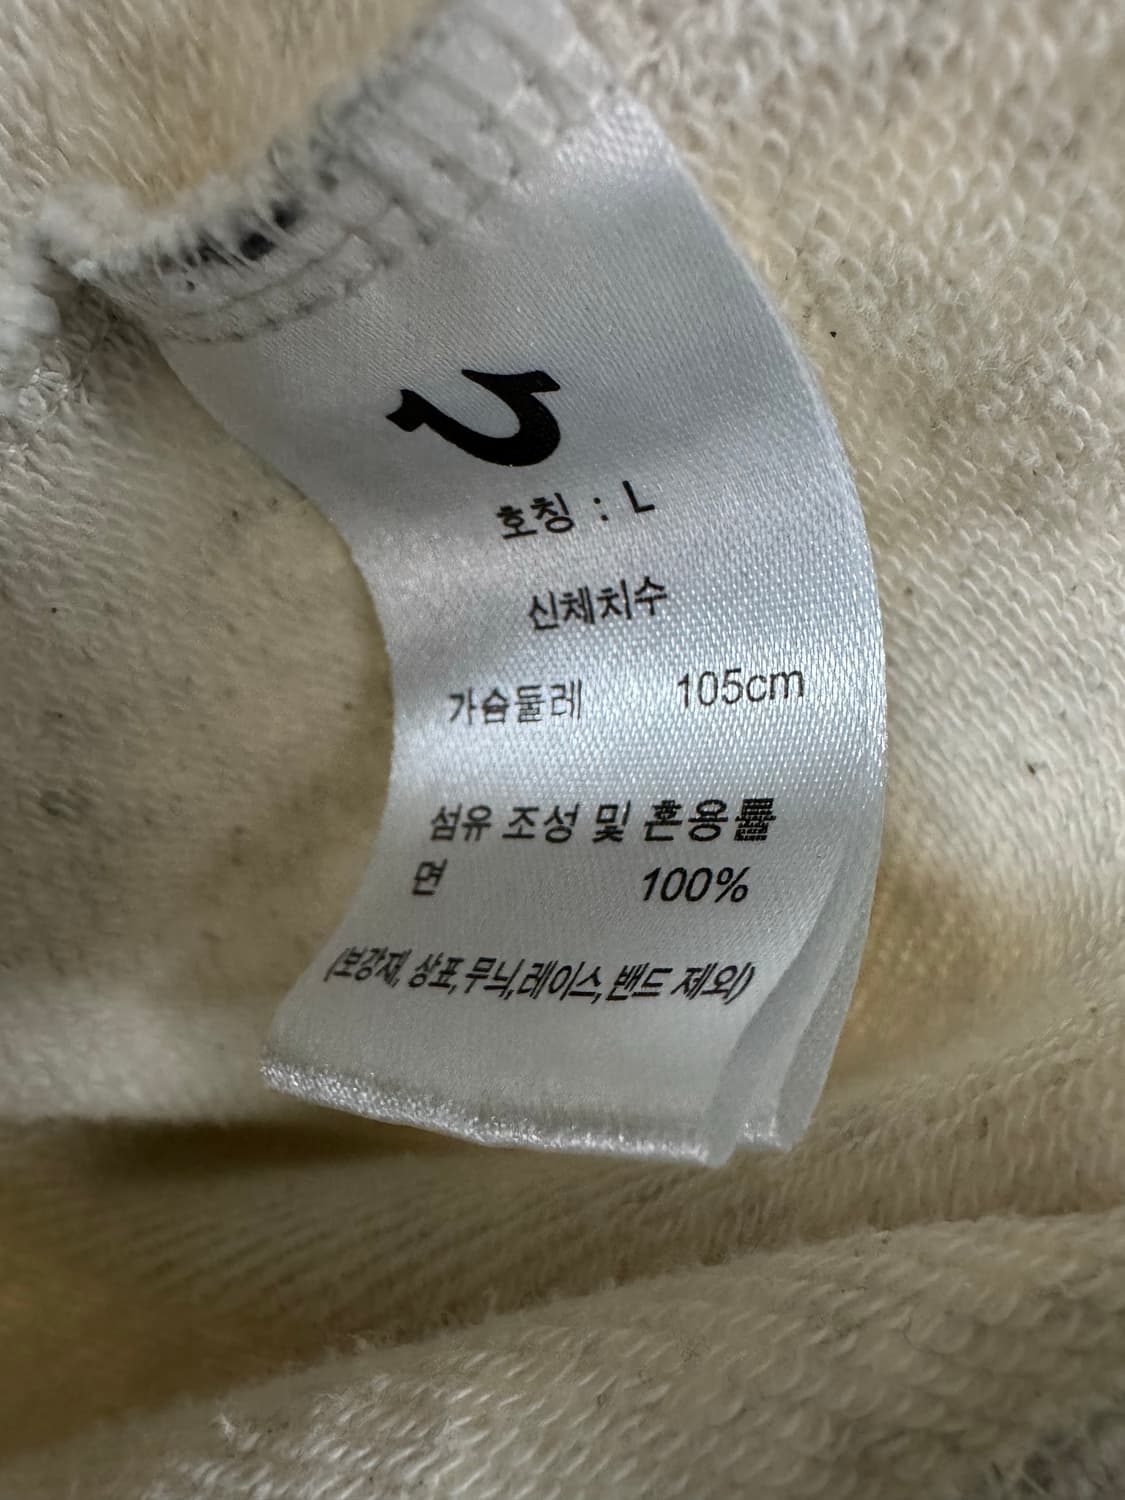 호칭 : L
신체치수
가슴둘레 105cm
섬유 조성 및 혼용률
면 100%
(보강재, 상표,무늬,레이스,밴드 제외)